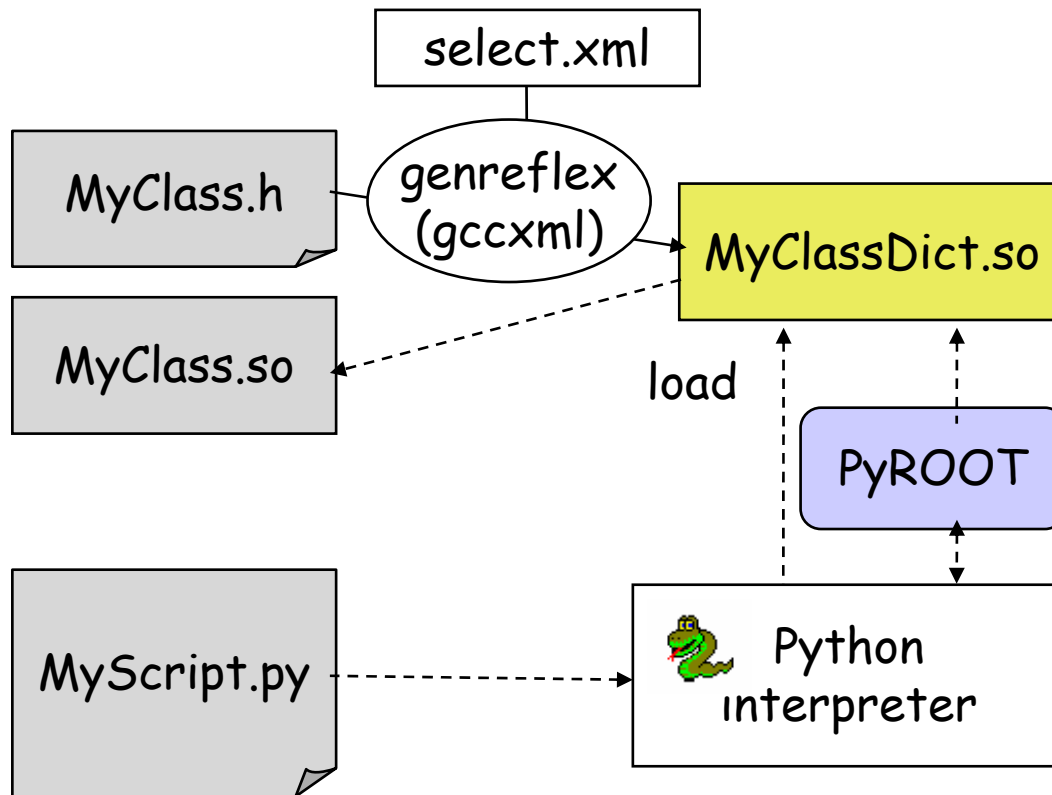 select.xml
MyClass.h
genreflex
(gccxml)
MyClassDict.so
MyClass.so
load
PyROOT
MyScript.py
Python
interpreter